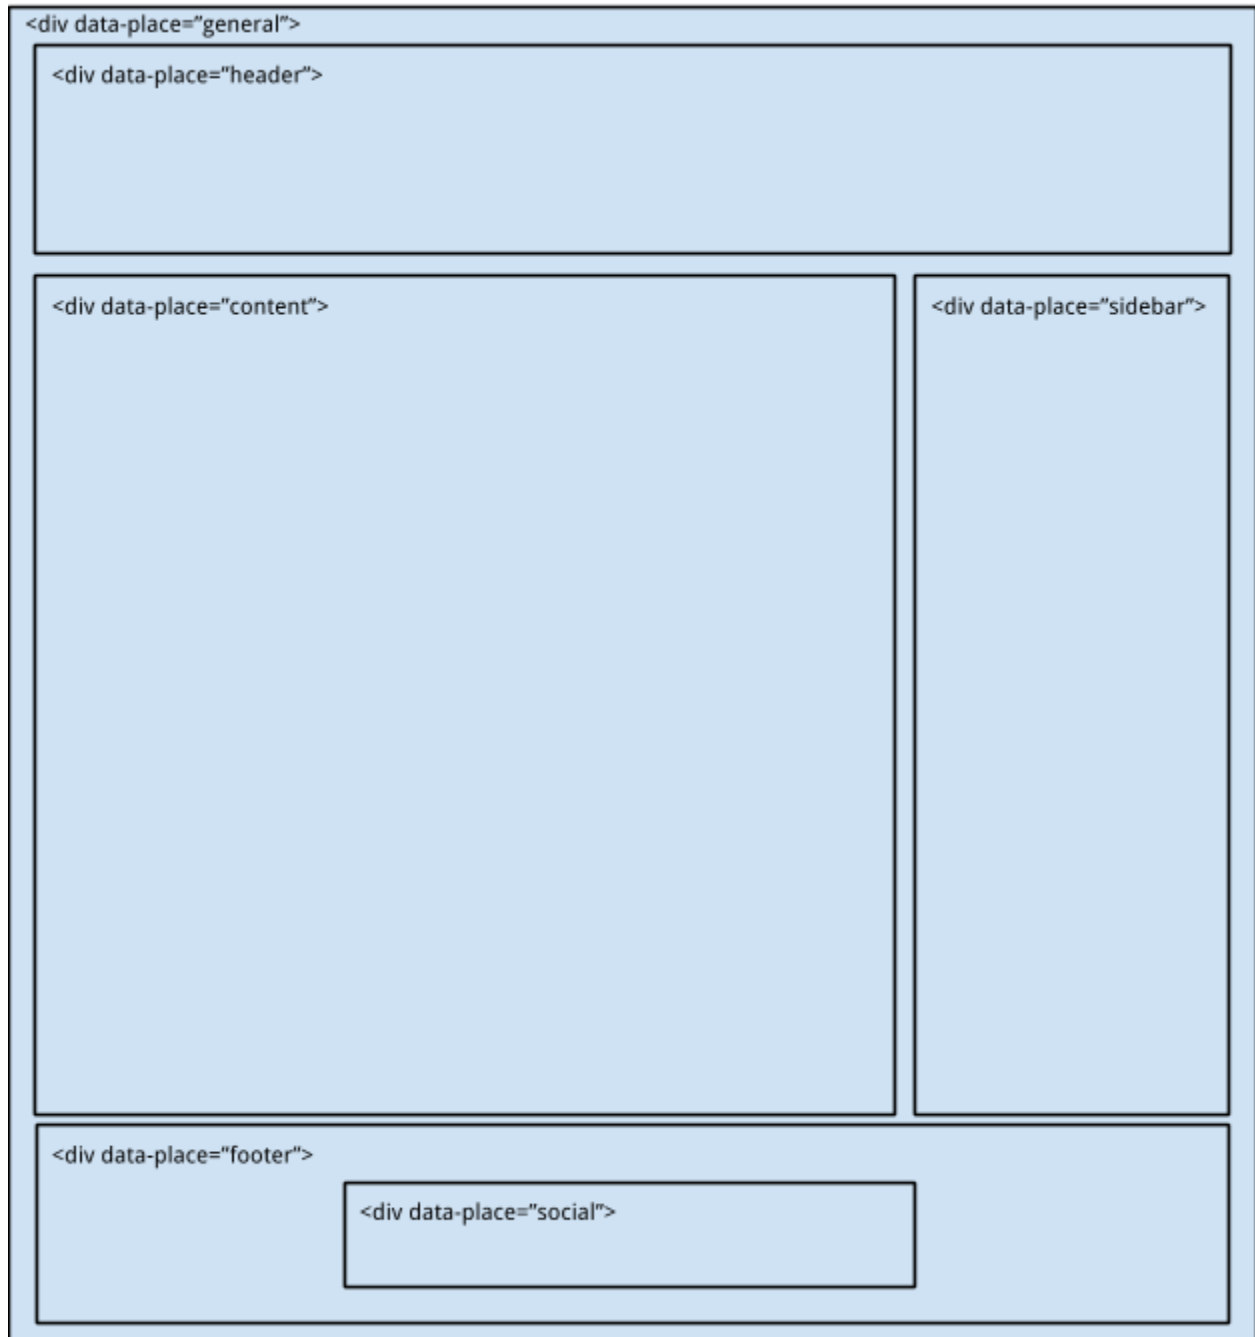 <div data-place=”general”>
<div data-place=”header”>
<div data-place=”content”>
<div data-place=”sidebar”>
<div data-place=”footer”>
<div data-place=”social”>